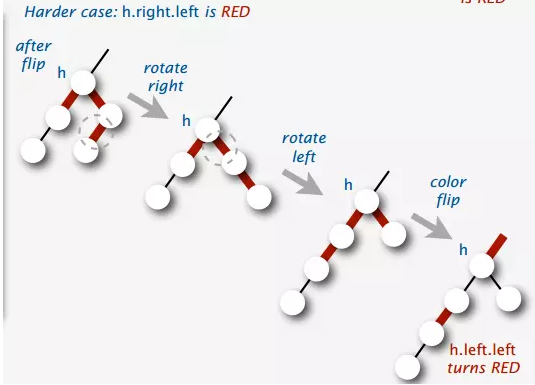 Harder case: h.right.left is RED
is RED
after
flip
h
rotate
right
h
rotate
left
h
color
flip
h
h.left.left
turns RED